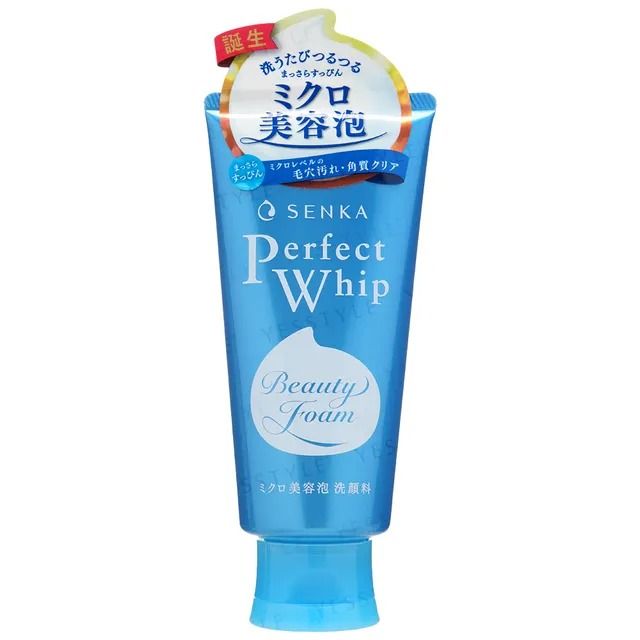 誕生
洗うたびつるつる
まっさらすっぴん
ミクロ
美容泡
まっさら
すっぴん
ミクロレベルの
毛穴汚れ・角質クリア
SENKA
Perfect
Whip
YESSTYLE
Beauty
Foam
YESSTYLE
ミクロ美容泡 洗顔料